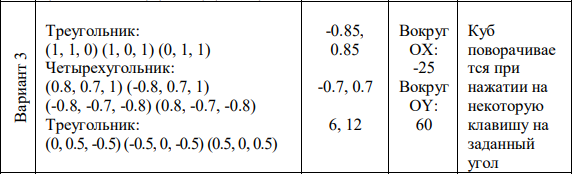 Вариант 3
Треугольник:
(1, 1, 0) (1, 0, 1) (0, 1, 1)
Четырехугольник:
(0.8, 0.7, 1) (-0.8, 0.7, 1)
(-0.8, -0.7, -0.8) (0.8, -0.7, -0.8)
Треугольник:
(0, 0.5, -0.5) (-0.5, 0, -0.5) (0.5, 0, 0.5)
-0.85,
0.85
-0.7, 0.7
6, 12
Вокруг
OX:
-25
Вокруг
OY:
60
Куб
поворачивае
тся при
нажатии на
некоторую
клавишу на
заданный
угол